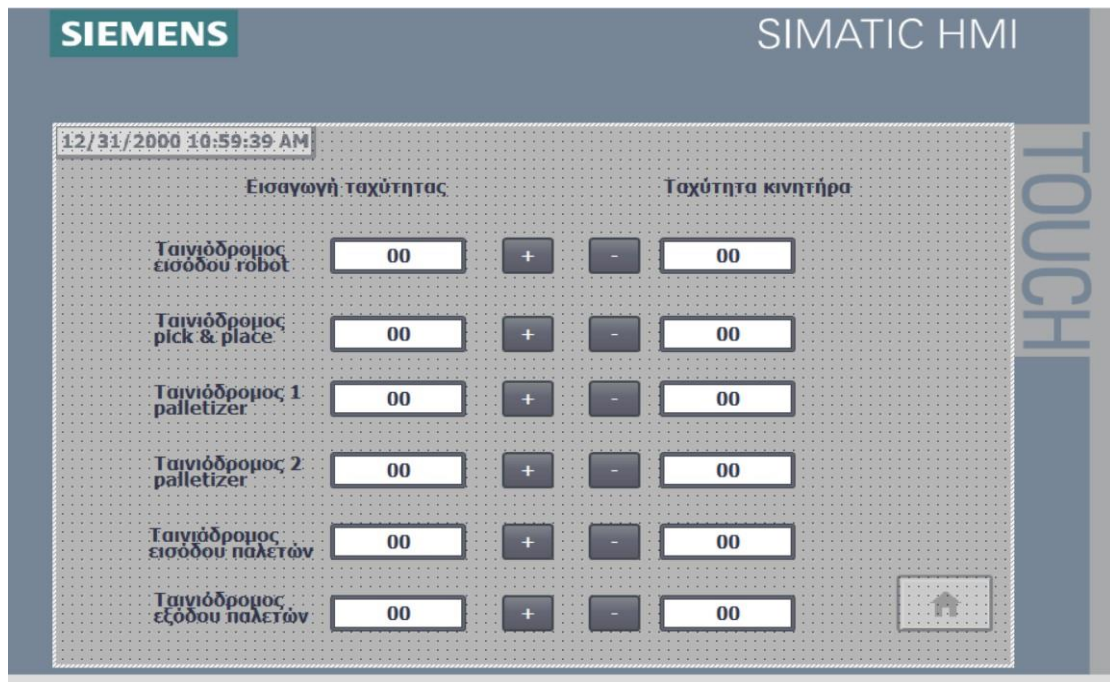 SIEMENS
SIMATIC HMI
TOUCH
12/31/2000 10:59:39 AM
Εισαγωγή ταχύτητας Ταχύτητα κινητήρα
Ταινιόδρομος
εισόδου robot 00 + - 00
Ταινιόδρομος
pick & place 00 + - 00
Ταινιόδρομος 1
palletizer 00 + - 00
Ταινιόδρομος 2
palletizer 00 + - 00
Ταινιόδρομος
εισόδου παλετών 00 + - 00
Ταινιόδρομος
εξόδου παλετών 00 + - 00